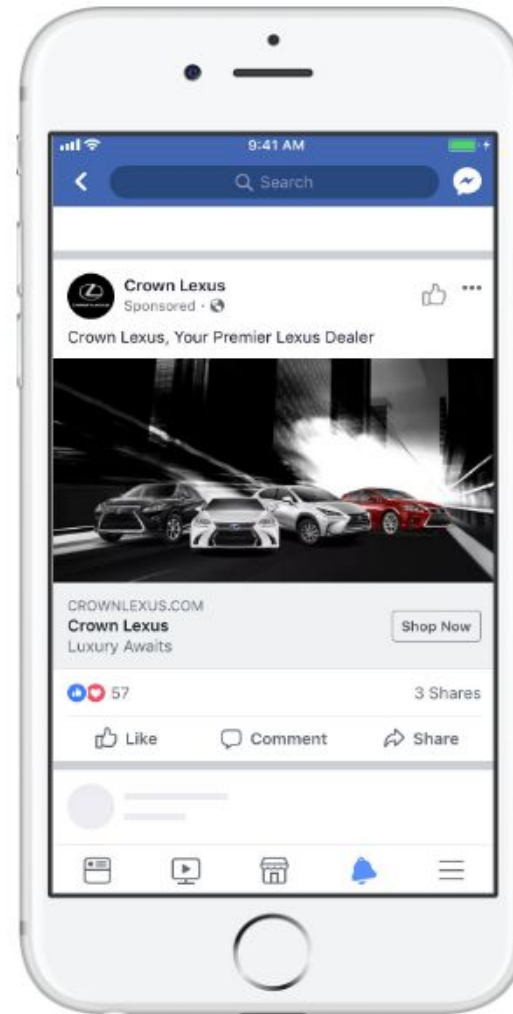 9:41 AM
Search
Crown Lexus
Sponsored ·
Crown Lexus, Your Premier Lexus Dealer
CROWNLEXUS.COM
Crown Lexus
Luxury Awaits
Shop Now
57
3 Shares
Like
Comment
Share